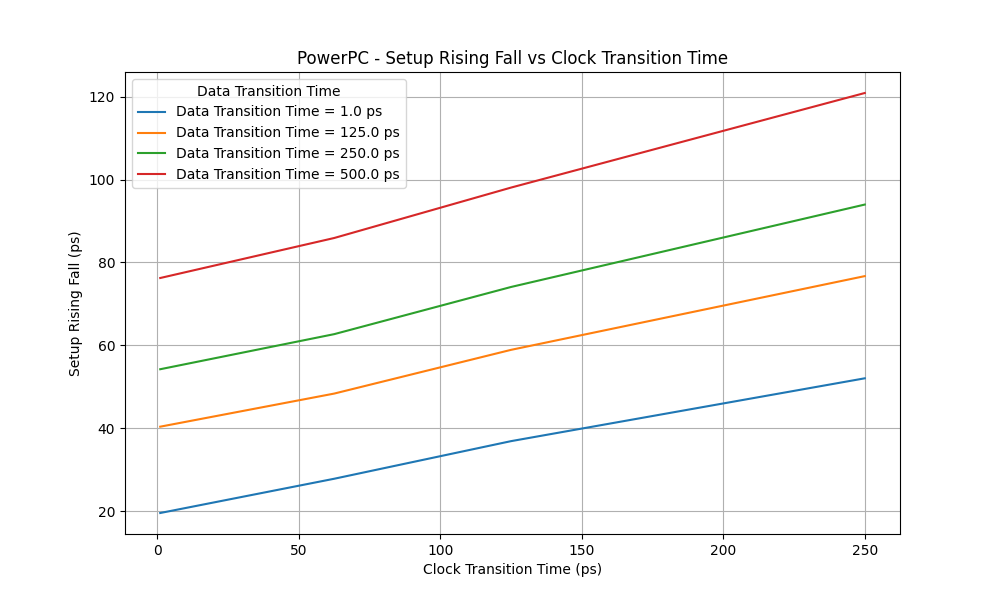 PowerPC - Setup Rising Fall vs Clock Transition Time
Data Transition Time
Data Transition Time = 1.0 ps
Data Transition Time = 125.0 ps
Data Transition Time = 250.0 ps
Data Transition Time = 500.0 ps
Setup Rising Fall (ps)
120
100
80
60
40
20
0 50 100 150 200 250
Clock Transition Time (ps)